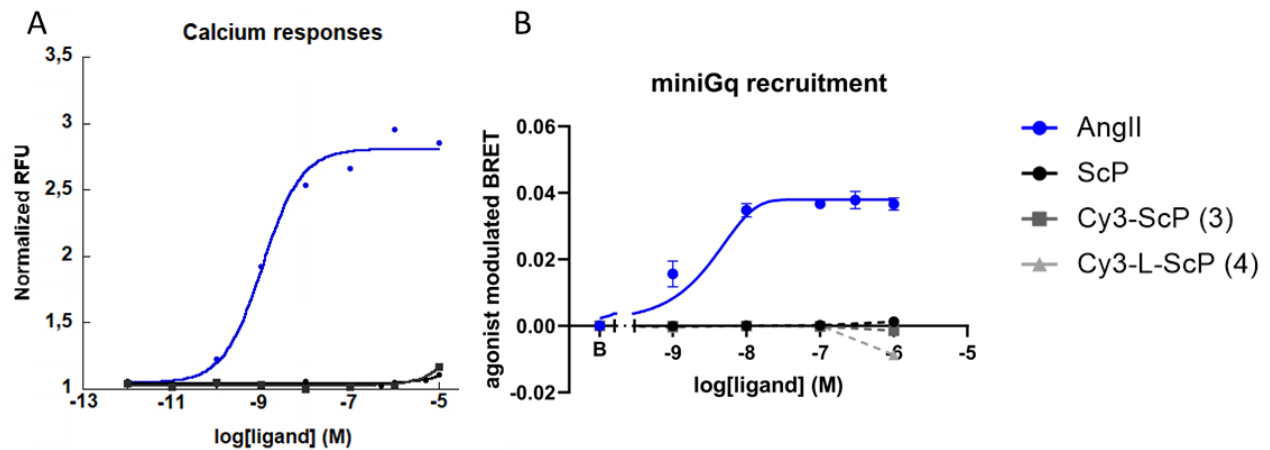 A
Calcium responses
Normalized RFU
3,5
3
2,5
2
1,5
1
-13
-11
-9
-7
-5
log[ligand] (M)
B
miniGq recruitment
agonist modulated BRET
0.06
0.04
0.02
0.00
-0.02
B
-9
-8
-7
-6
-5
log[ligand] (M)
AngII
ScP
Cy3-ScP (3)
Cy3-L-ScP (4)